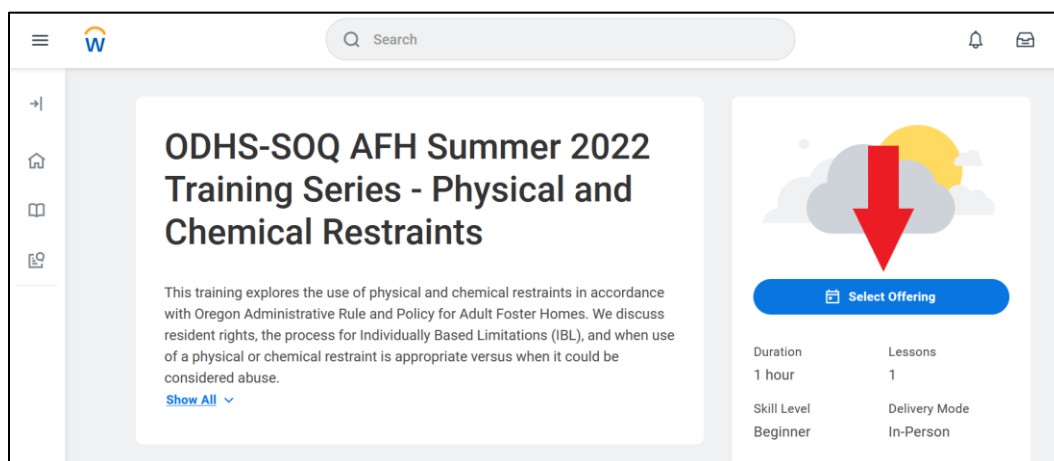 W
Search
ODHS-SOQ AFH Summer 2022
Training Series - Physical and
Chemical Restraints
This training explores the use of physical and chemical restraints in accordance
with Oregon Administrative Rule and Policy for Adult Foster Homes. We discuss
resident rights, the process for Individually Based Limitations (IBL), and when use
of a physical or chemical restraint is appropriate versus when it could be
considered abuse.
Show All
Select Offering
Duration
1 hour
Lessons
1
Skill Level
Beginner
Delivery Mode
In-Person